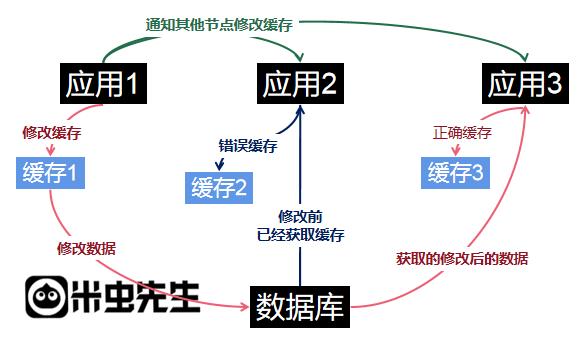 通知其他节点修改缓存
应用1
应用2
应用3
修改缓存
错误缓存
正确缓存
缓存1
缓存2
缓存3
修改前
已经获取缓存
修改数据
获取的修改后的数据
米虫先生
数据库